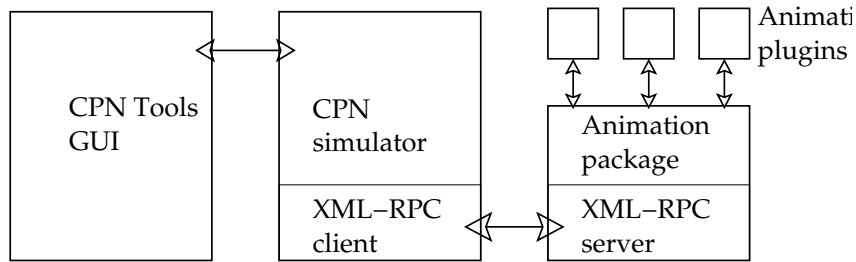 CPN Tools
GUI
CPN
simulator
XML−RPC
client
Animati
plugins
Animation
package
XML−RPC
server